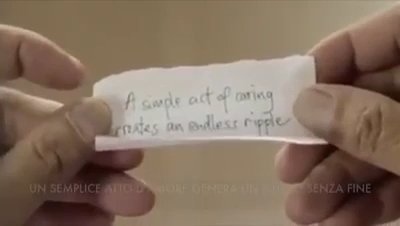 A simple act of caring
creates an endless ripple
UN SEMPLICE ATTO D'AMORE GENERA UN SENZA FINE